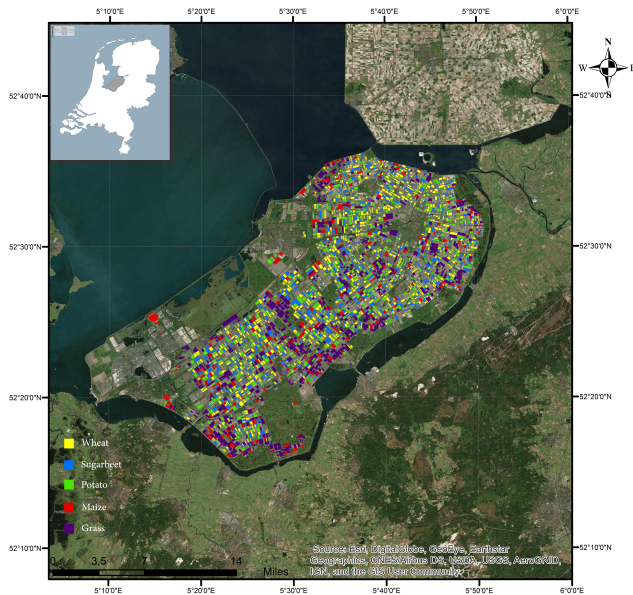 5°10'0"E 5°20'0"E 5°30'0"E 5°40'0"E 5°50'0"E 6°0'0"E
N
W E
S
52°40'0"N 52°40'0"N
52°30'0"N 52°30'0"N
52°20'0"N 52°20'0"N
Wheat
Sugarbeet
Potato
Maize
Grass
52°10'0"N 52°10'0"N
Source: Esri, DigitalGlobe, GeoEye, Earthstar
Geographics, CNES/Airbus DS, USDA, USGS, AeroGRID,
IGN, and the GIS User Community
0 3.5 7 14
Miles
5°10'0"E 5°20'0"E 5°30'0"E 5°40'0"E 5°50'0"E 6°0'0"E